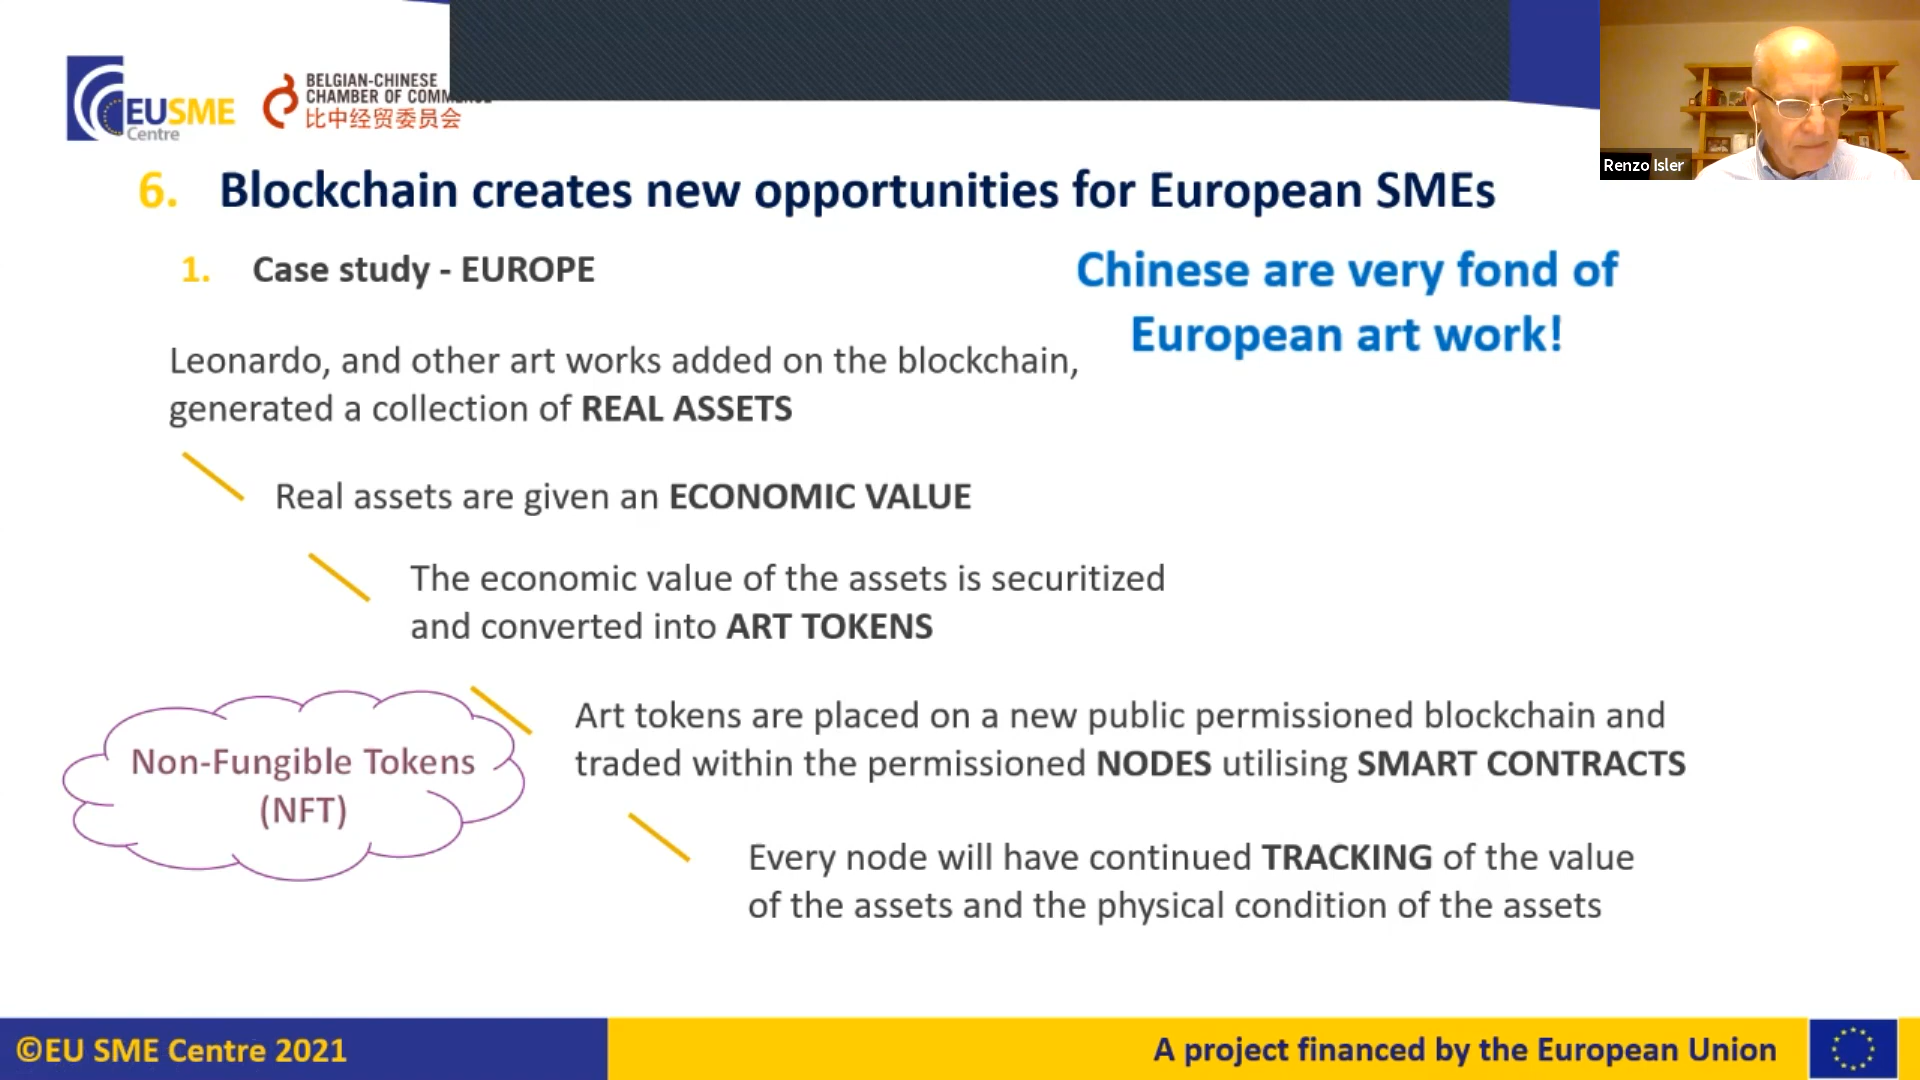 EUSME
Centre
BELGIAN-CHINESE
CHAMBER OF COMMERCE
比中经贸委员会
Renzo Isler
6. Blockchain creates new opportunities for European SMEs
1. Case study - EUROPE
Chinese are very fond of
European art work!
Leonardo, and other art works added on the blockchain,
generated a collection of REAL ASSETS
Real assets are given an ECONOMIC VALUE
The economic value of the assets is securitized
and converted into ART TOKENS
Non-Fungible Tokens
(NFT)
Art tokens are placed on a new public permissioned blockchain and
traded within the permissioned NODES utilising SMART CONTRACTS
Every node will have continued TRACKING of the value
of the assets and the physical condition of the assets
©EU SME Centre 2021
A project financed by the European Union